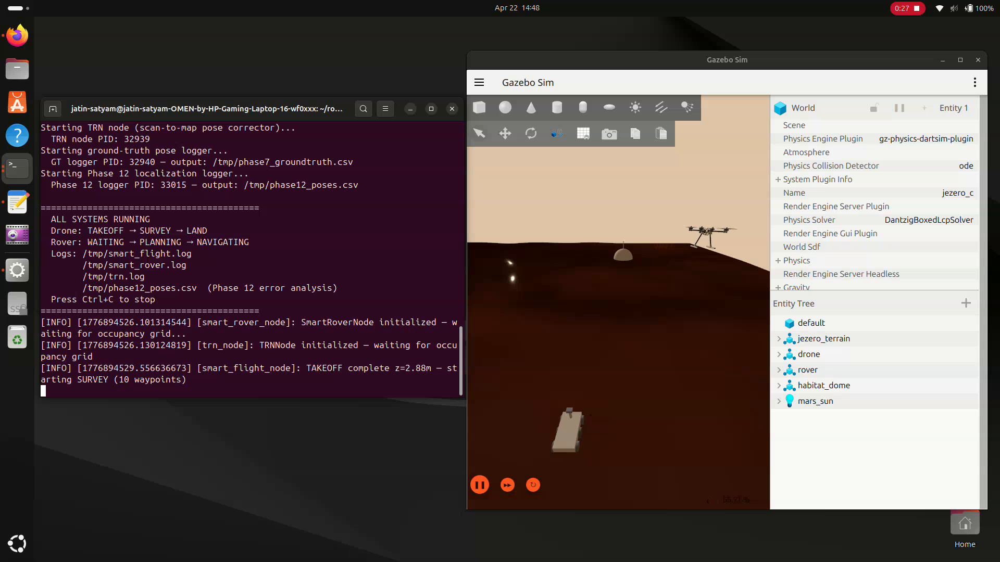 Apr 22 14:48
0:27
100%
jatin-satyam@jatin-satyam-OMEN-by-HP-Gaming-Laptop-16-wf0xxx: ~/ro...
Starting TRN node (scan-to-map pose corrector)...
TRN node PID: 32939
Starting ground-truth pose logger...
GT logger PID: 32940 — output: /tmp/phase7_groundtruth.csv
Starting Phase 12 localization logger...
Phase 12 logger PID: 33015 — output: /tmp/phase12_poses.csv
==========================================
ALL SYSTEMS RUNNING
Drone: TAKEOFF → SURVEY → LAND
Rover: WAITING → PLANNING → NAVIGATING
Logs: /tmp/smart_flight.log
/tmp/smart_rover.log
/tmp/trn.log
/tmp/phase12_poses.csv  (Phase 12 error analysis)
Press Ctrl+C to stop
==========================================
[INFO] [1776894526.101314544] [smart_rover_node]: SmartRoverNode initialized — w
aiting for occupancy grid...
[INFO] [1776894526.130124819] [trn_node]: TRNNode initialized — waiting for occu
pancy grid
[INFO] [1776894529.556636673] [smart_flight_node]: TAKEOFF complete z=2.88m — st
arting SURVEY (10 waypoints)
Gazebo Sim
Gazebo Sim
World
Entity 1
Scene
Physics Engine Plugin gz-physics-dartsim-plugin
Atmosphere
Physics Collision Detector ode
System Plugin Info
Name jezero_c
Render Engine Server Plugin
Physics Solver DantzigBoxedLcpSolver
Render Engine Gui Plugin
World Sdf
Physics
Render Engine Server Headless
Gravity
Entity Tree
default
jezero_terrain
drone
rover
habitat_dome
mars_sun
Home